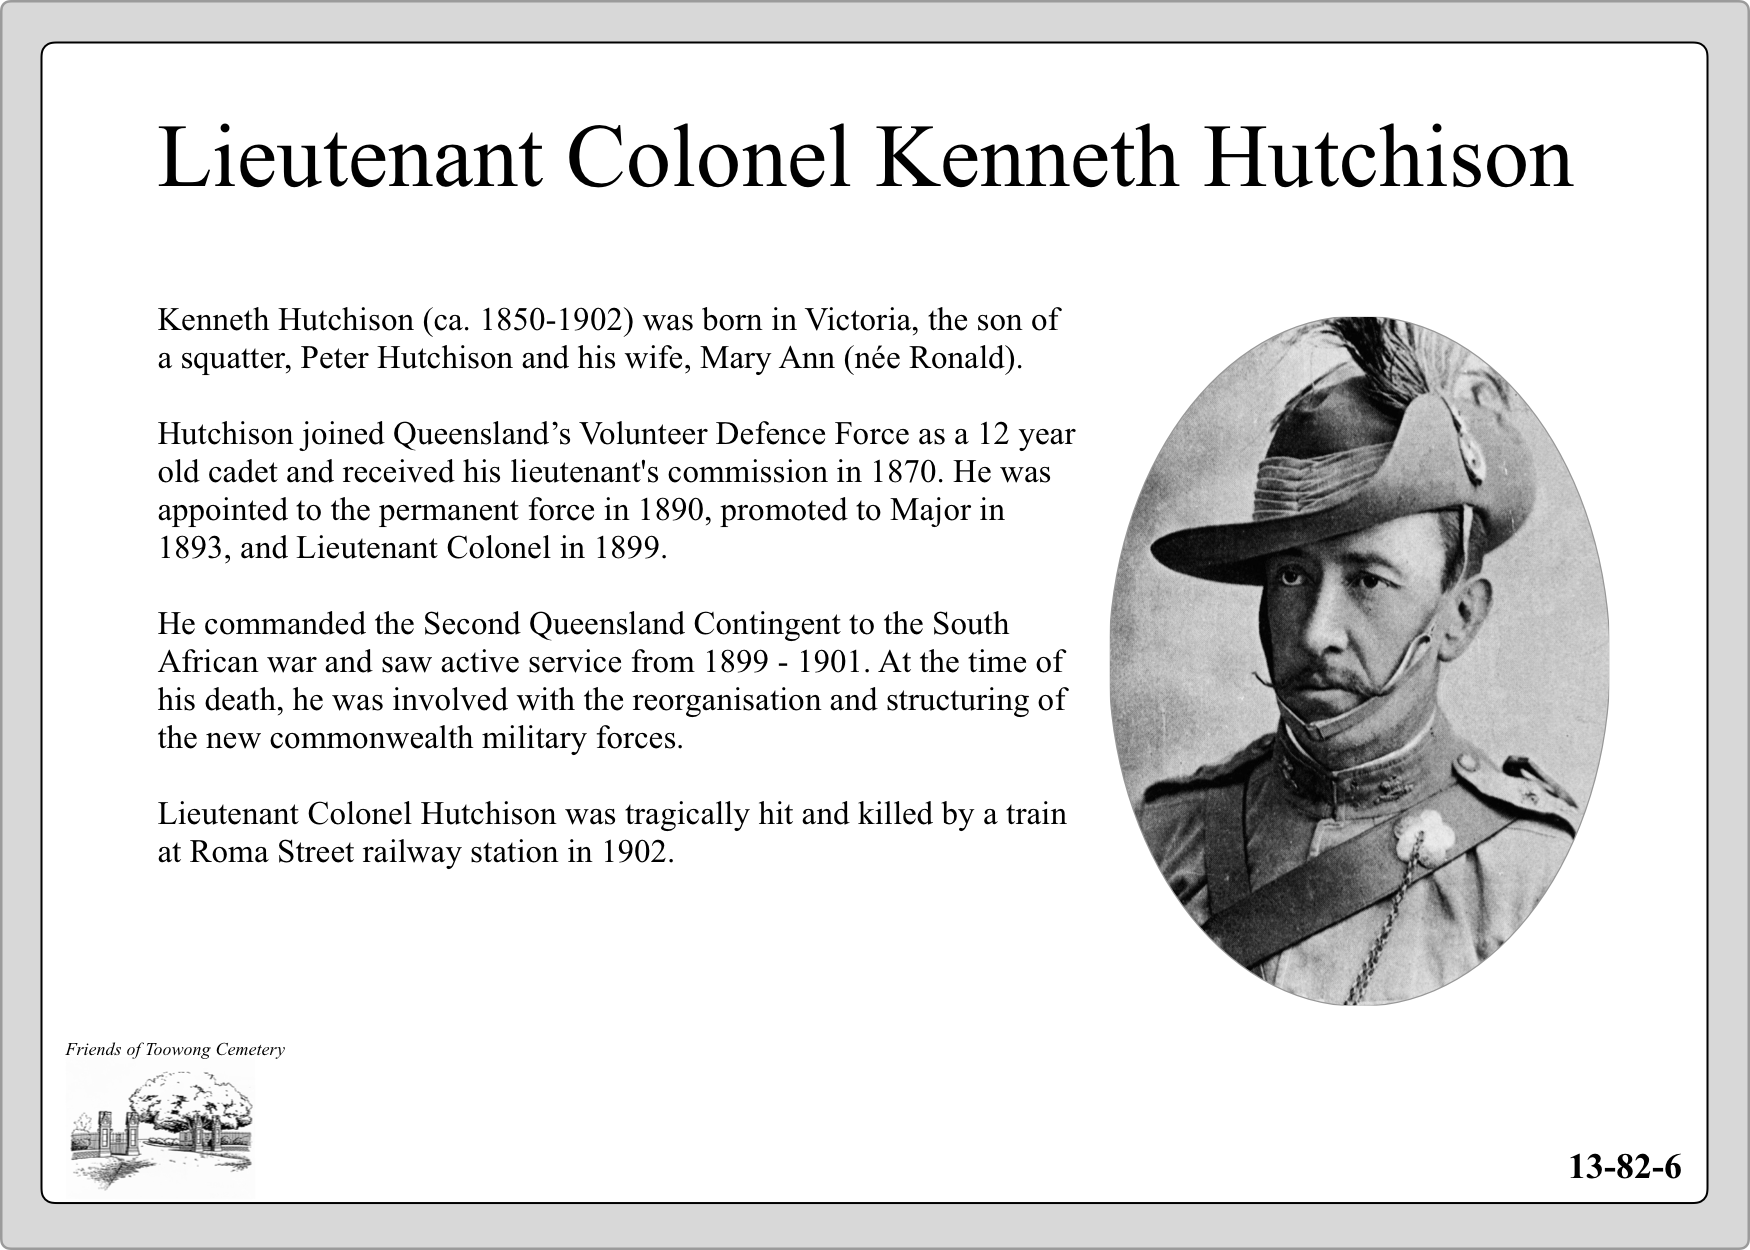 Lieutenant Colonel Kenneth Hutchison
Kenneth Hutchison (ca. 1850-1902) was born in Victoria, the son of
a squatter, Peter Hutchison and his wife, Mary Ann (née Ronald).
Hutchison joined Queensland’s Volunteer Defence Force as a 12 year
old cadet and received his lieutenant's commission in 1870. He was
appointed to the permanent force in 1890, promoted to Major in
1893, and Lieutenant Colonel in 1899.
He commanded the Second Queensland Contingent to the South
African war and saw active service from 1899 - 1901. At the time of
his death, he was involved with the reorganisation and structuring of
the new commonwealth military forces.
Lieutenant Colonel Hutchison was tragically hit and killed by a train
at Roma Street railway station in 1902.
Friends of Toowong Cemetery
13-82-6